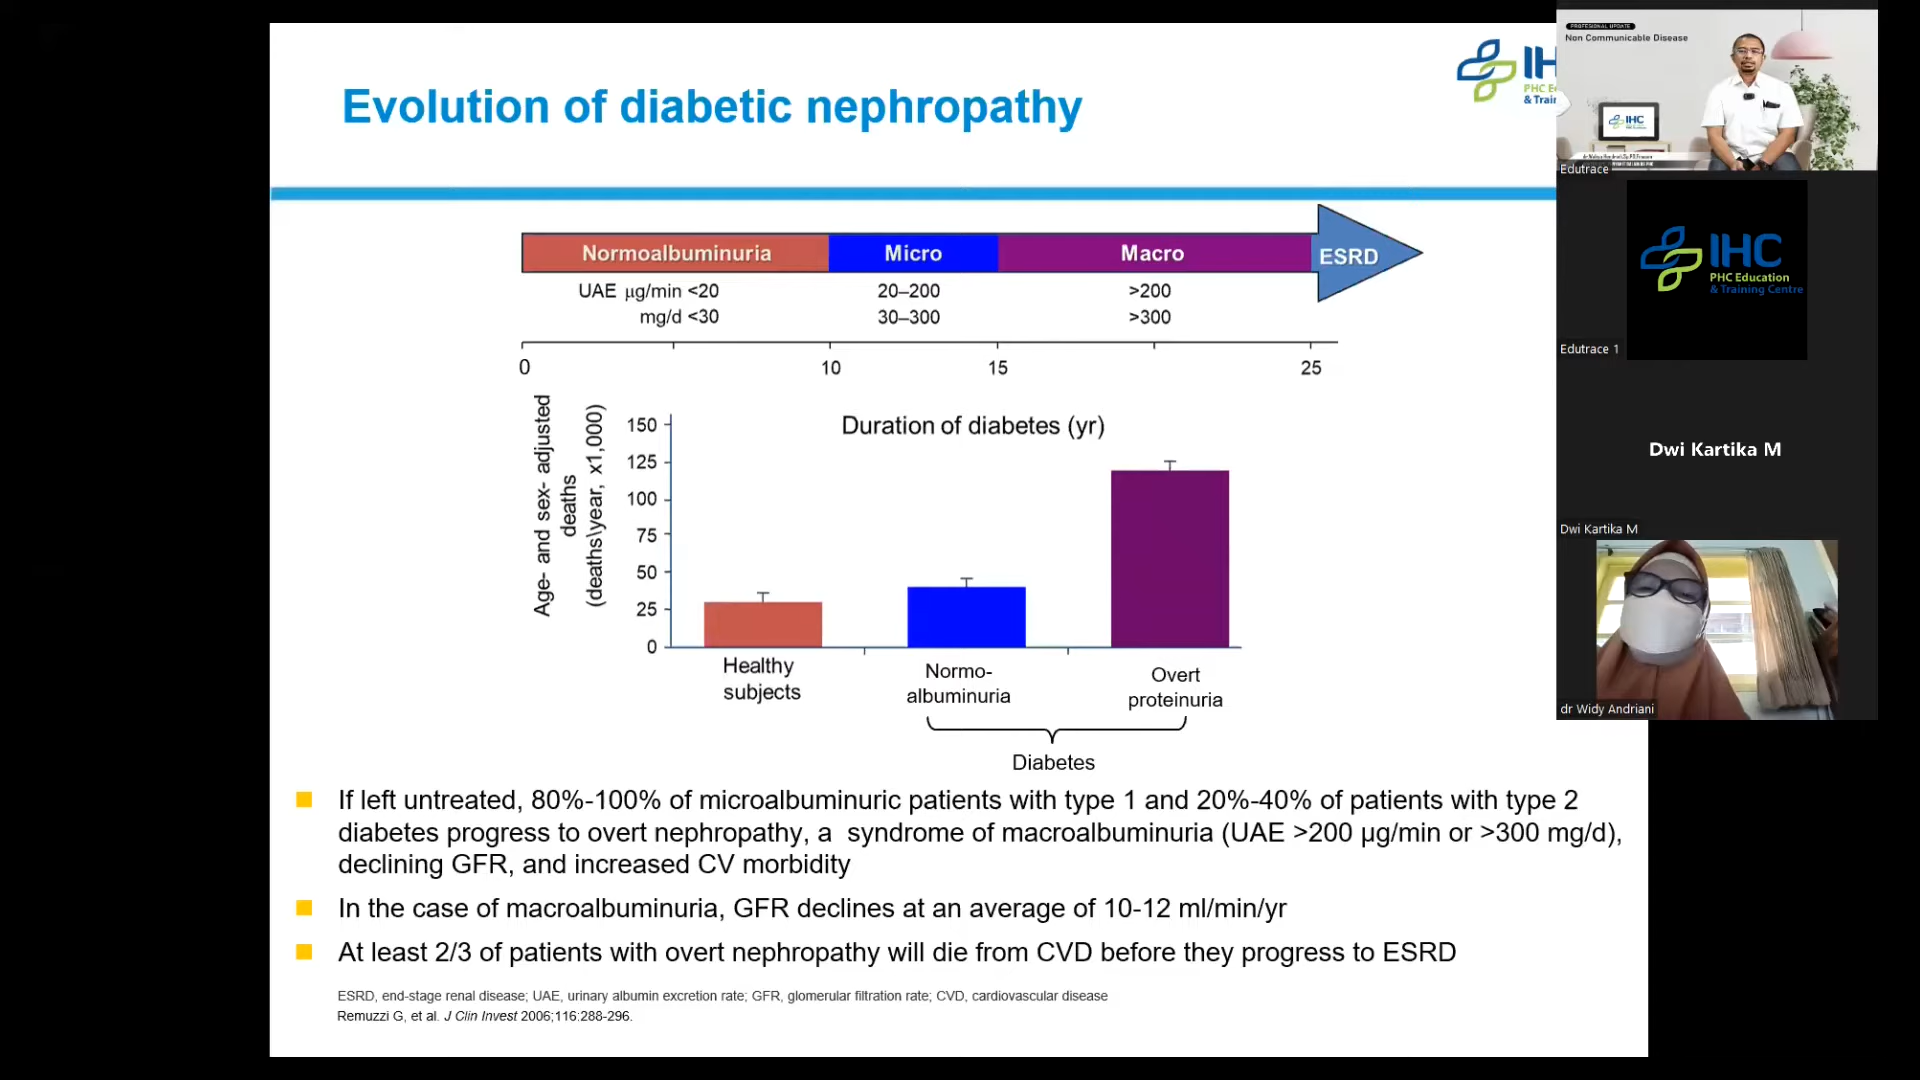 Evolution of diabetic nephropathy
IH
PHC E
& Trai
Normoalbuminuria Micro Macro ESRD
UAE μg/min <20 20–200 >200
mg/d <30 30–300 >300
0 10 15 25
Duration of diabetes (yr)
Age- and sex- adjusted
deaths
(deaths\year, x1,000)
150
125
100
75
50
25
0
Healthy
subjects
Normo-
albuminuria
Overt
proteinuria
Diabetes
If left untreated, 80%-100% of microalbuminuric patients with type 1 and 20%-40% of patients with type 2
diabetes progress to overt nephropathy, a syndrome of macroalbuminuria (UAE >200 μg/min or >300 mg/d),
declining GFR, and increased CV morbidity
In the case of macroalbuminuria, GFR declines at an average of 10-12 ml/min/yr
At least 2/3 of patients with overt nephropathy will die from CVD before they progress to ESRD
ESRD, end-stage renal disease; UAE, urinary albumin excretion rate; GFR, glomerular filtration rate; CVD, cardiovascular disease
Remuzzi G, et al. J Clin Invest 2006;116:288-296.
PROFESIONAL UPDATE
Non Communicable Disease
IHC
Edutrace
IHC
PHC Education
& Training Centre
Edutrace 1
Dwi Kartika M
Dwi Kartika M
dr Widy Andriani